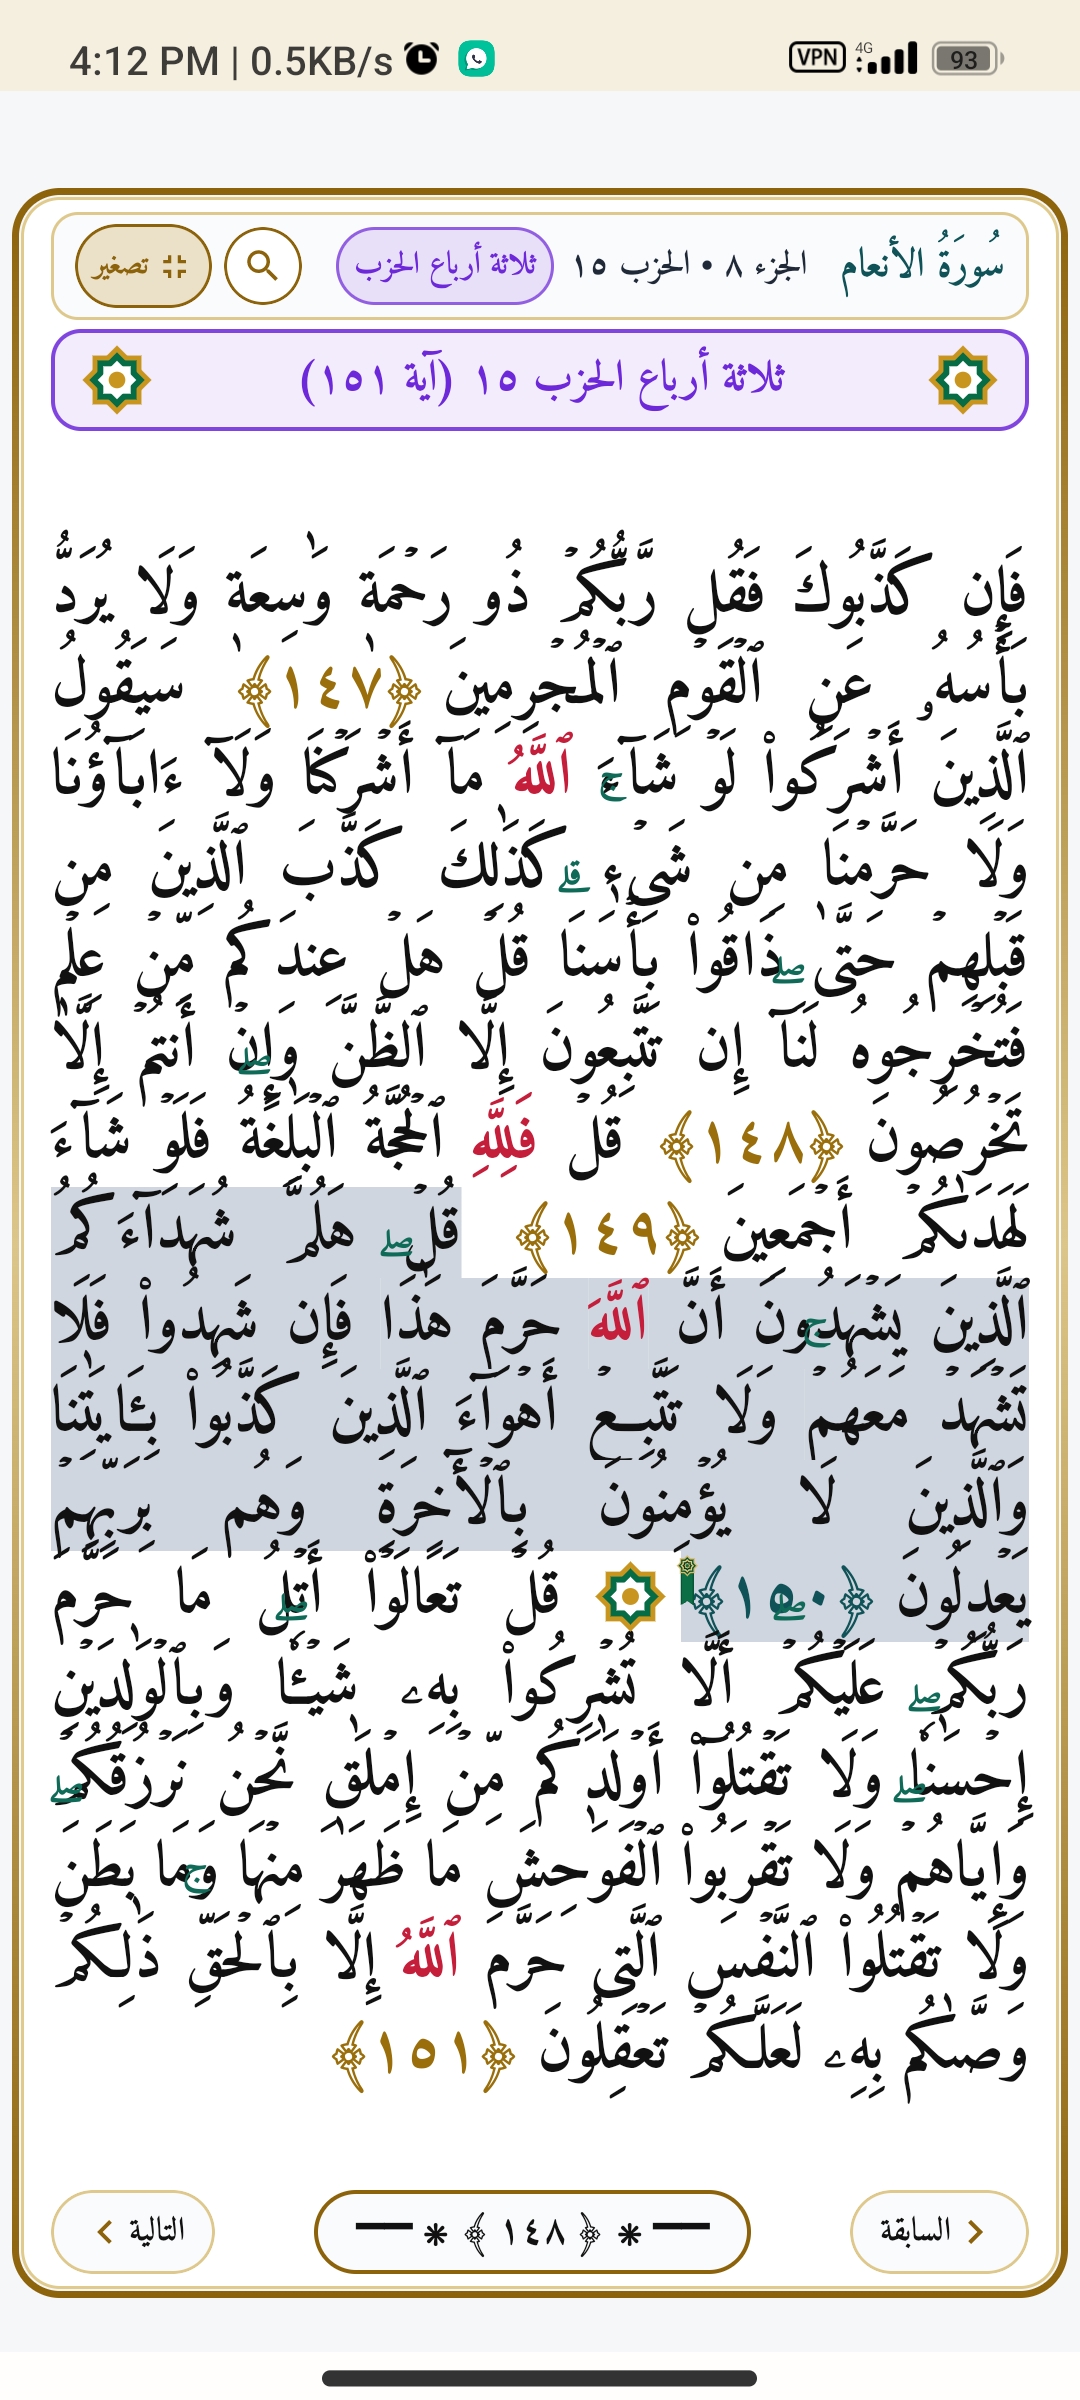 4:12 PM | 0.5KB/s VPN 4G 93
سُورَةُ الأنعام الجزء ٨ • الحزب ١٥ ثلاثة أرباع الحزب تصغير
ثلاثة أرباع الحزب ١٥ (آية ١٥١)
فَإِن كَذَّبُوكَ فَقُل رَّبُّكُمْ ذُو رَحْمَةٍ وَٰسِعَةٍ وَلَا يُرَدُّ
بَأْسُهُۥ عَنِ ٱلْقَوْمِ ٱلْمُجْرِمِينَ ﴿١٤٧﴾ سَيَقُولُ
ٱلَّذِينَ أَشْرَكُوا۟ لَوْ شَآءَ ٱللَّهُ مَآ أَشْرَكْنَا وَلَآ ءَابَآؤُنَا
وَلَا حَرَّمْنَا مِن شَىْءٍ ۚ كَذَٰلِكَ كَذَّبَ ٱلَّذِينَ مِن
قَبْلِهِمْ حَتَّىٰ ذَاقُوا۟ بَأْسَنَا ۗ قُلْ هَلْ عِندَكُم مِّنْ عِلْمٍ
فَتُخْرِجُوهُ لَنَآ ۖ إِن تَتَّبِعُونَ إِلَّا ٱلظَّنَّ وَإِنْ أَنتُمْ إِلَّا
تَخْرُصُونَ ﴿١٤٨﴾ قُلْ فَلِلَّهِ ٱلْحُجَّةُ ٱلْبَٰلِغَةُ ۖ فَلَوْ شَآءَ
لَهَدَىٰكُمْ أَجْمَعِينَ ﴿١٤٩﴾ قُلْ هَلُمَّ شُهَدَآءَكُمُ
ٱلَّذِينَ يَشْهَدُونَ أَنَّ ٱللَّهَ حَرَّمَ هَٰذَا ۖ فَإِن شَهِدُوا۟ فَلَا
تَشْهَدْ مَعَهُمْ ۚ وَلَا تَتَّبِعْ أَهْوَآءَ ٱلَّذِينَ كَذَّبُوا۟ بِـَٔايَٰتِنَا
وَٱلَّذِينَ لَا يُؤْمِنُونَ بِٱلْأَخِرَةِ وَهُم بِرَبِّهِمْ
يَعْدِلُونَ ﴿١٥٠﴾ ۞ قُلْ تَعَالَوْا۟ أَتْلُ مَا حَرَّمَ
رَبُّكُمْ عَلَيْكُمْ ۖ أَلَّا تُشْرِكُوا۟ بِهِۦ شَيْـًٔا ۖ وَبِٱلْوَٰلِدَيْنِ
إِحْسَٰنًا ۖ وَلَا تَقْتُلُوٓا۟ أَوْلَٰدَكُم مِّنْ إِمْلَٰقٍ ۖ نَّحْنُ نَرْزُقُكُمْ
وَإِيَّاهُمْ ۖ وَلَا تَقْرَبُوا۟ ٱلْفَوَٰحِشَ مَا ظَهَرَ مِنْهَا وَمَا بَطَنَ ۖ
وَلَا تَقْتُلُوا۟ ٱلنَّفْسَ ٱلَّتِى حَرَّمَ ٱللَّهُ إِلَّا بِٱلْحَقِّ ۚ ذَٰلِكُمْ
وَصَّىٰكُم بِهِۦ لَعَلَّكُمْ تَعْقِلُونَ ﴿١٥١﴾
السابقة ﴿ ١٤٨ ﴾ التالية